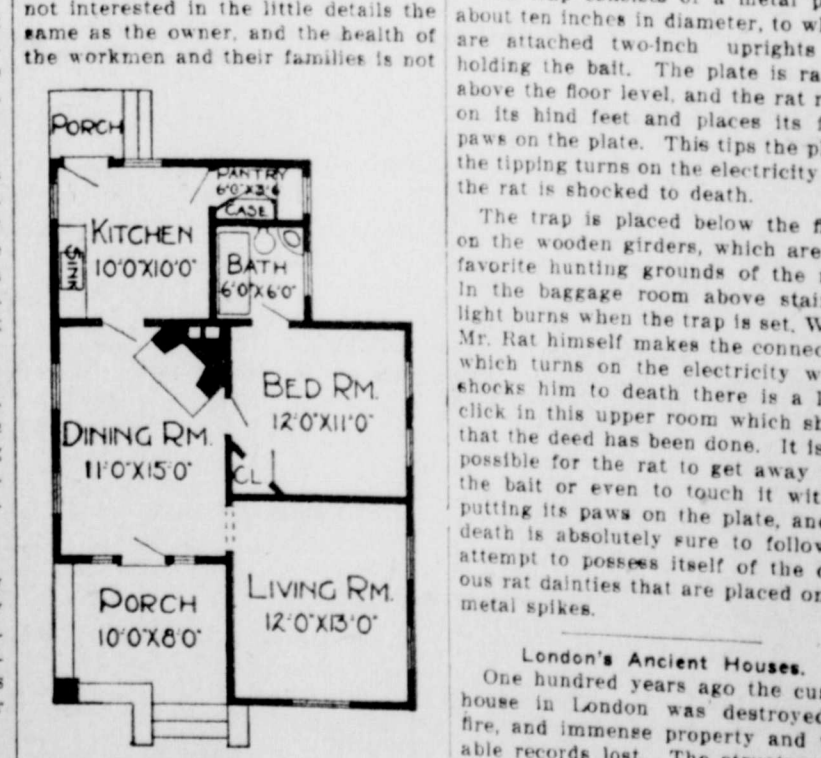 not interested in the little details the
same as the owner, and the health of
the workmen and their families is not
PORCH
PANTRY
6'0"X3'6
CASE
KITCHEN
10'0"X10'0"
SINK
BATH
6'0"X6'0"
BED RM.
12'0"X11'0"
DINING RM.
11'0"X15'0"
CL
LIVING RM.
12'0"X13'0"
PORCH
10'0"X8'0"
about ten inches in diameter, to
are attached two-inch uprights
holding the bait. The plate is
above the floor level, and the rat
on its hind feet and places its
paws on the plate. This tips the
the tipping turns on the electricity
the rat is shocked to death.
The trap is placed below the
on the wooden girders, which are
favorite hunting grounds of the
In the baggage room above
light burns when the trap is set.
Mr. Rat himself makes the
which turns on the electricity
shocks him to death there is a
click in this upper room which
that the deed has been done. It is
possible for the rat to get away
the bait or even to touch it
putting its paws on the plate,
death is absolutely sure to
attempt to possess itself of the
ous rat dainties that are placed
metal spikes.
London's Ancient Houses.
One hundred years ago the
house in London was destroyed
fire, and immense property and
able records lost. The